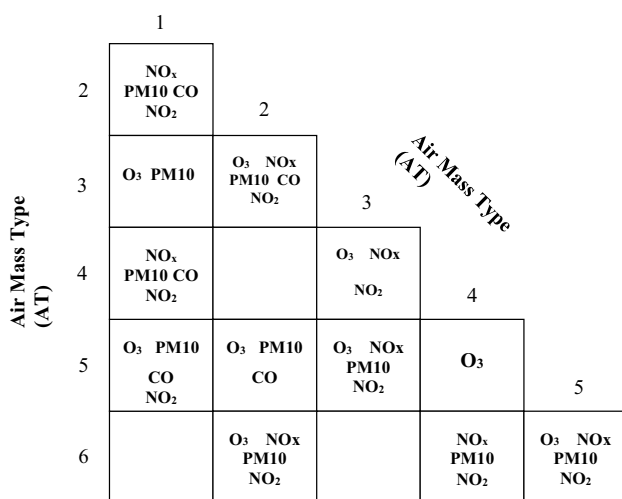 1
NOₓ
PM10 CO
NO₂
2
2
O₃ PM10
O₃ NOx
PM10 CO
NO₂
3
3
Air Mass Type
(AT)
NOₓ
PM10 CO
NO₂
O₃ NOx
NO₂
4
4
Air Mass Type
(AT)
O₃ PM10
CO
NO₂
O₃ PM10
CO
O₃ NOx
PM10
NO₂
O₃
5
5
O₃ NOx
PM10
NO₂
NOₓ
PM10
NO₂
O₃ NOx
PM10
NO₂
6